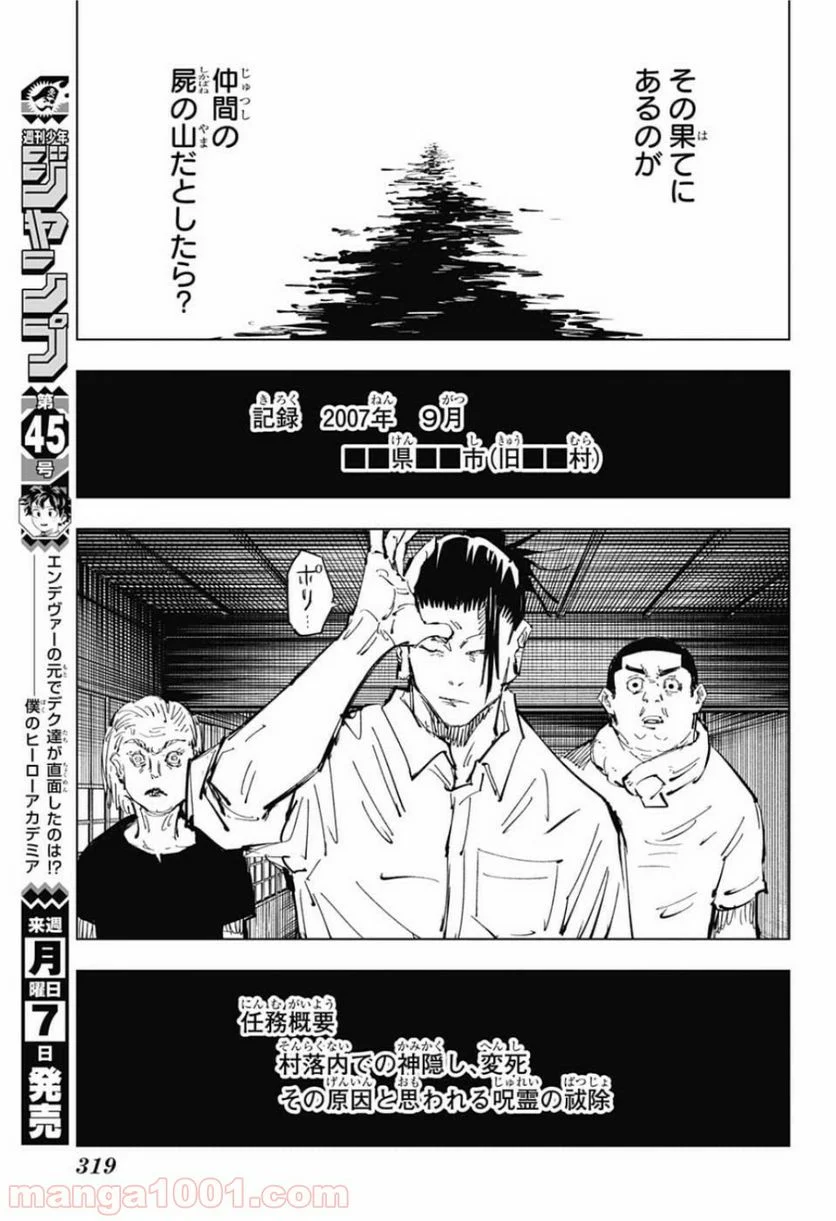 その果てに
あるのが
仲間の
屍の山だとしたら?
記録 2007年 9月
■■県■■市(旧■■村)
ポリ…
任務概要
村落内での神隠し、変死
その原因と思われる呪霊の祓除
週刊少年
ジャンプ
第
45
号
エンデヴァーの元でデク達が直面したのは!?
──僕のヒーローアカデミア
来週
月
曜日
7
日
発売
319
manga1001.com